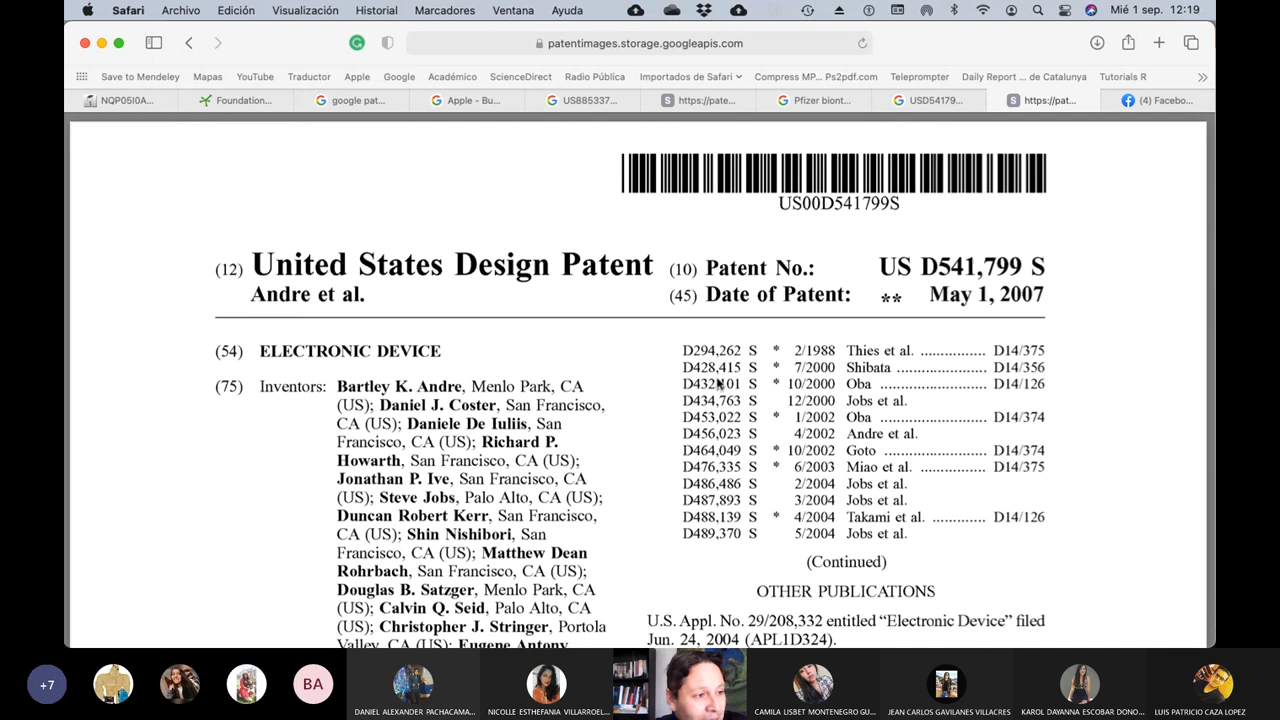 Safari Archivo Edición Visualización Historial Marcadores Ventana Ayuda Mié 1 sep. 12:19
patentimages.storage.googleapis.com
Save to Mendeley Mapas YouTube Traductor Apple Google Académico ScienceDirect Radio Pública Importados de Safari Compress MP... Ps2pdf.com Teleprompter Daily Report ... de Catalunya Tutorials R
NQP05I0A... Foundation... google pat... Apple - Bu... US885337... https://pate... Pfizer biont... USD54179... https://pat... (4) Facebo...
US00D541799S
(12) United States Design Patent (10) Patent No.: US D541,799 S
Andre et al. (45) Date of Patent: ** May 1, 2007
(54) ELECTRONIC DEVICE
(75) Inventors: Bartley K. Andre, Menlo Park, CA
(US); Daniel J. Coster, San Francisco,
CA (US); Daniele De Iuliis, San
Francisco, CA (US); Richard P.
Howarth, San Francisco, CA (US);
Jonathan P. Ive, San Francisco, CA
(US); Steve Jobs, Palo Alto, CA (US);
Duncan Robert Kerr, San Francisco,
CA (US); Shin Nishibori, San
Francisco, CA (US); Matthew Dean
Rohrbach, San Francisco, CA (US);
Douglas B. Satzger, Menlo Park, CA
(US); Calvin Q. Seid, Palo Alto, CA
(US); Christopher J. Stringer, Portola
Valley, CA (US); Eugene Antony
D294,262 S * 2/1988 Thies et al. ............... D14/375
D428,415 S * 7/2000 Shibata ................... D14/356
S * 10/2000 Oba ........................ D14/126
D434,763 S 12/2000 Jobs et al.
D453,022 S * 1/2002 Oba ........................ D14/374
D456,023 S 4/2002 Andre et al.
D464,049 S * 10/2002 Goto ....................... D14/374
D476,335 S * 6/2003 Miao et al. ............... D14/375
D486,486 S 2/2004 Jobs et al.
D487,893 S 3/2004 Jobs et al.
D488,139 S * 4/2004 Takami et al. ............. D14/126
D489,370 S 5/2004 Jobs et al.
(Continued)
OTHER PUBLICATIONS
U.S. Appl. No. 29/208,332 entitled “Electronic Device” filed
Jun. 24, 2004 (APL1D324).
+7 BA DANIEL ALEXANDER PACHACAMA... NICOLLE ESTHEFANIA VILLARROEL... CAMILA LISBET MONTENEGRO GU... JEAN CARLOS GAVILANES VILLACRES KAROL DAYANNA ESCOBAR DONO... LUIS PATRICIO CAZA LOPEZ